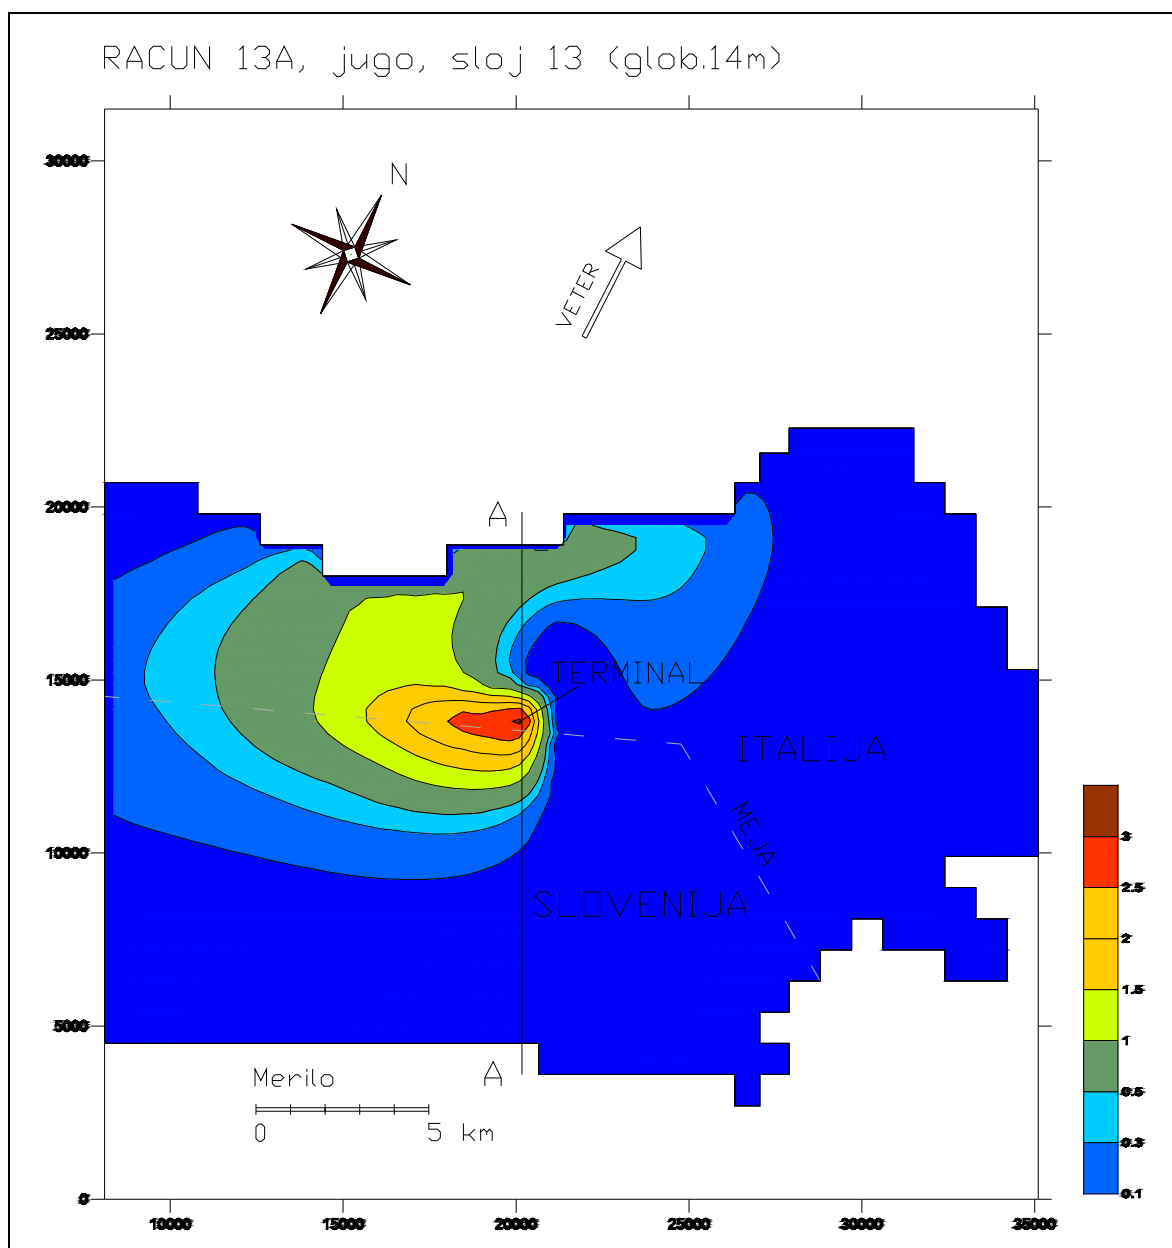 RACUN 13A, jugo, sloj 13 (glob.14m)
30000
N
VETER
25000
20000
A
TERMINAL
15000
ITALIJA
MEJA
10000
SLOVENIJA
3
2.5
2
1.5
1
0.5
0.3
0.1
5000
A
Merilo
0 5 km
0
10000 15000 20000 25000 30000 35000